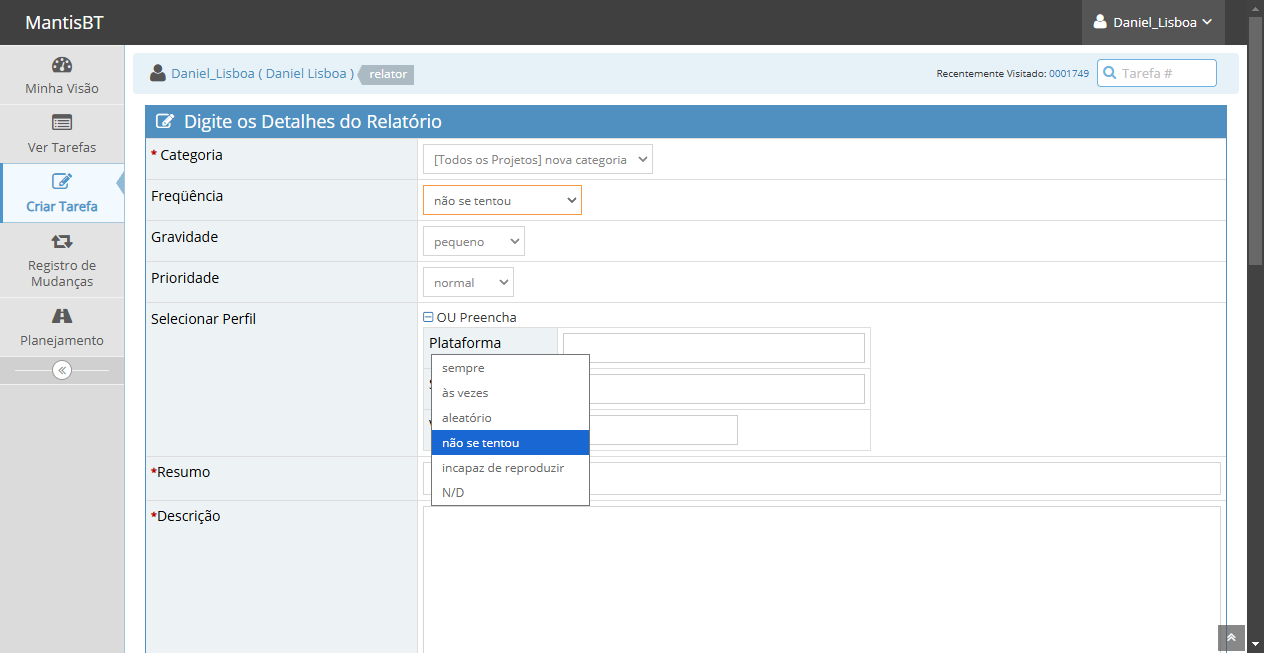 MantisBT
Daniel_Lisboa
Minha Visão
Ver Tarefas
Criar Tarefa
Registro de
Mudanças
Planejamento
Daniel_Lisboa ( Daniel Lisboa ) relator
Recentemente Visitado: 0001749
Tarefa #
Digite os Detalhes do Relatório
* Categoria
[Todos os Projetos] nova categoria
Freqüência
não se tentou
Gravidade
pequeno
Prioridade
normal
Selecionar Perfil
OU Preencha
Plataforma
sempre
às vezes
aleatório
não se tentou
incapaz de reproduzir
N/D
*Resumo
*Descrição